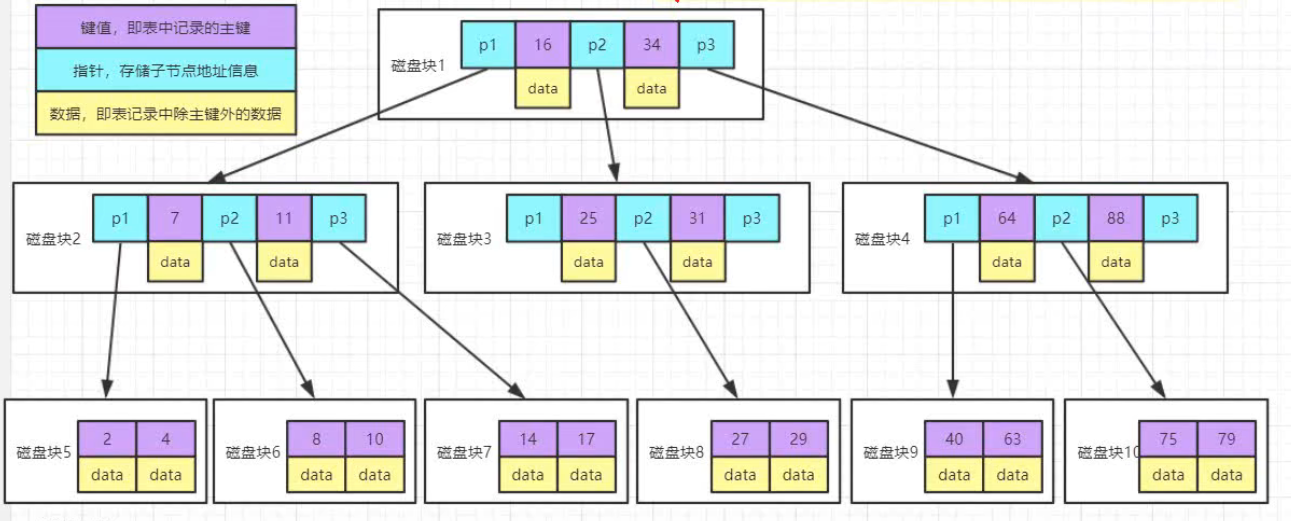 键值，即表中记录的主键
指针，存储子节点地址信息
数据，即表记录中除主键外的数据
磁盘块1
p1 16 p2 34 p3
data data
磁盘块2
p1 7 p2 11 p3
data data
磁盘块3
p1 25 p2 31 p3
data data
磁盘块4
p1 64 p2 88 p3
data data
磁盘块5
2 4
data data
磁盘块6
8 10
data data
磁盘块7
14 17
data data
磁盘块8
27 29
data data
磁盘块9
40 63
data data
磁盘块10
75 79
data data